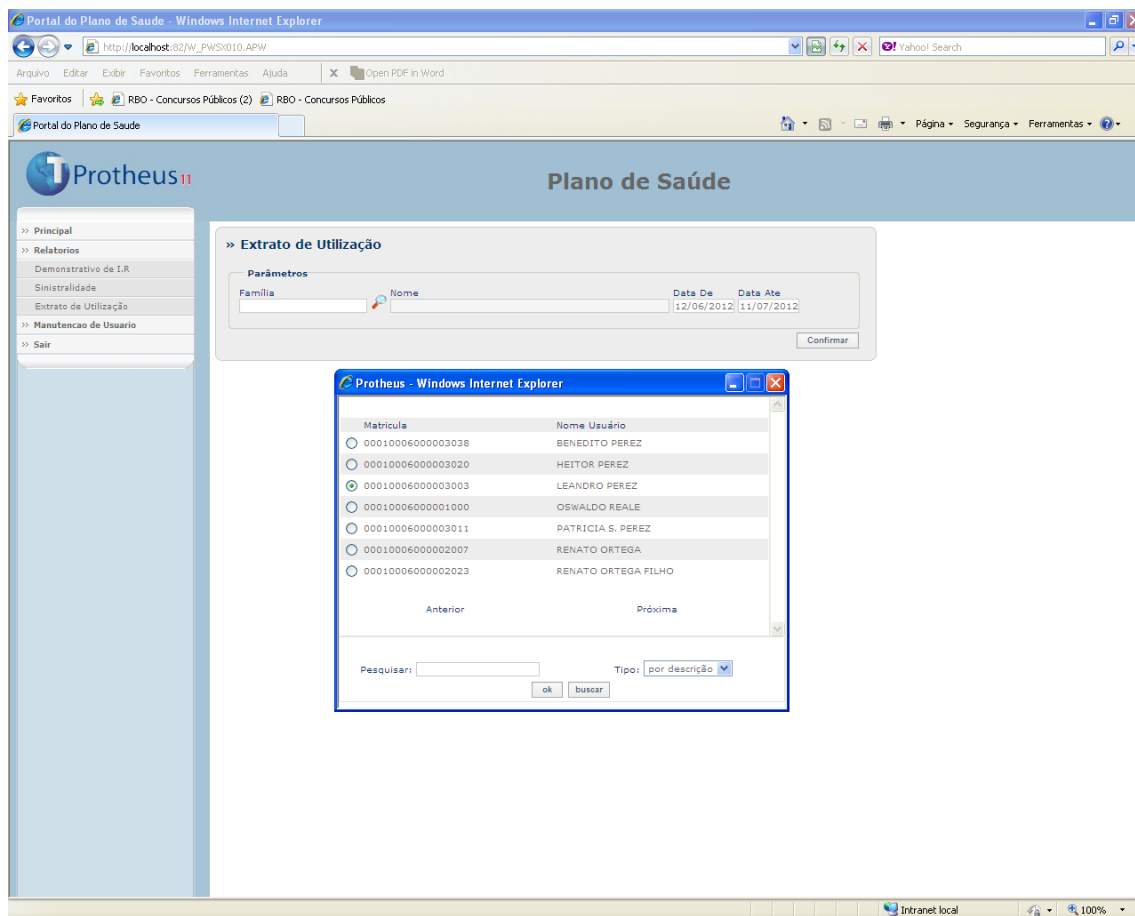 Portal do Plano de Saude - Windows Internet Explorer
http://localhost:82/W_PWSX010.APW
Yahoo! Search
Arquivo Editar Exibir Favoritos Ferramentas Ajuda x Open PDF in Word
Favoritos RBO - Concursos Públicos (2) RBO - Concursos Públicos
Portal do Plano de Saude
Página Segurança Ferramentas
Protheus 11
Plano de Saúde
» Principal
» Relatorios
Demonstrativo de I.R
Sinistralidade
Extrato de Utilização
» Manutencao de Usuario
» Sair
» Extrato de Utilização
Parâmetros
Família Nome Data De Data Ate
12/06/2012 11/07/2012
Confirmar
Protheus - Windows Internet Explorer
Matricula Nome Usuário
00010006000003038 BENEDITO PEREZ
00010006000003020 HEITOR PEREZ
00010006000003003 LEANDRO PEREZ
00010006000001000 OSWALDO REALE
00010006000003011 PATRICIA S. PEREZ
00010006000002007 RENATO ORTEGA
00010006000002023 RENATO ORTEGA FILHO
Anterior Próxima
Pesquisar: Tipo: por descrição
ok buscar
Intranet local 100%